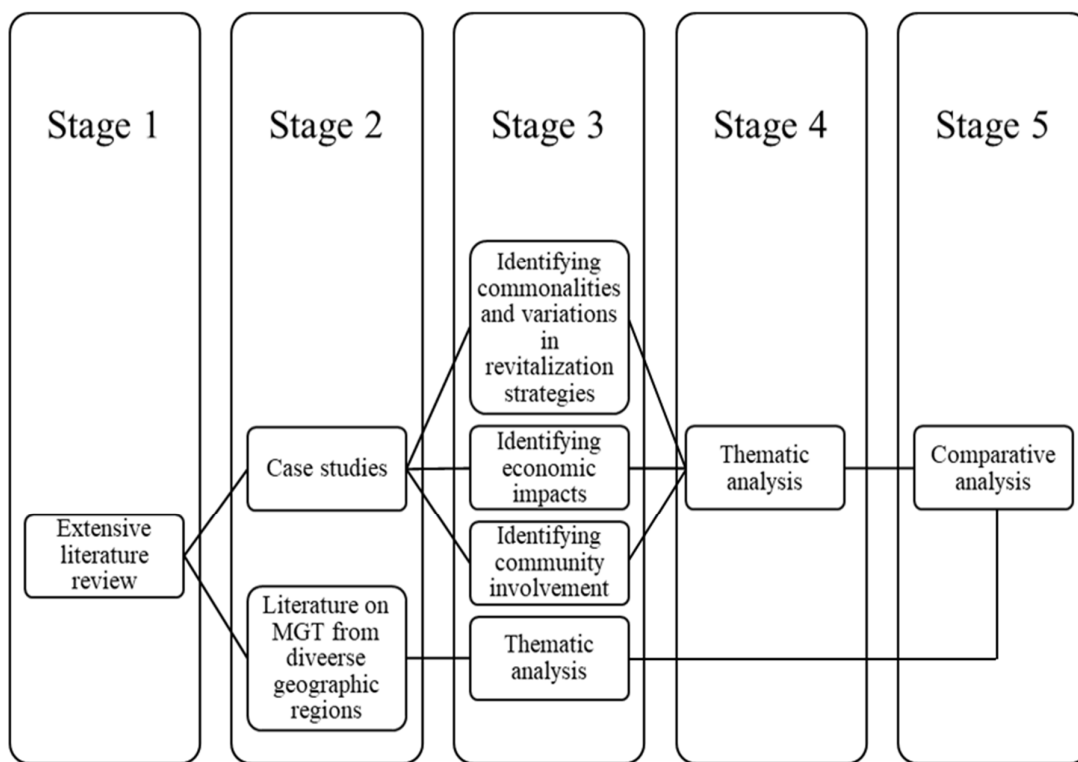 Stage 1
Stage 2
Stage 3
Stage 4
Stage 5
Extensive
literature
review
Case studies
Literature on
MGT from
diveerse
geographic
regions
Identifying
commonalities
and variations
in
revitalization
strategies
Identifying
economic
impacts
Identifying
community
involvement
Thematic
analysis
Thematic
analysis
Comparative
analysis